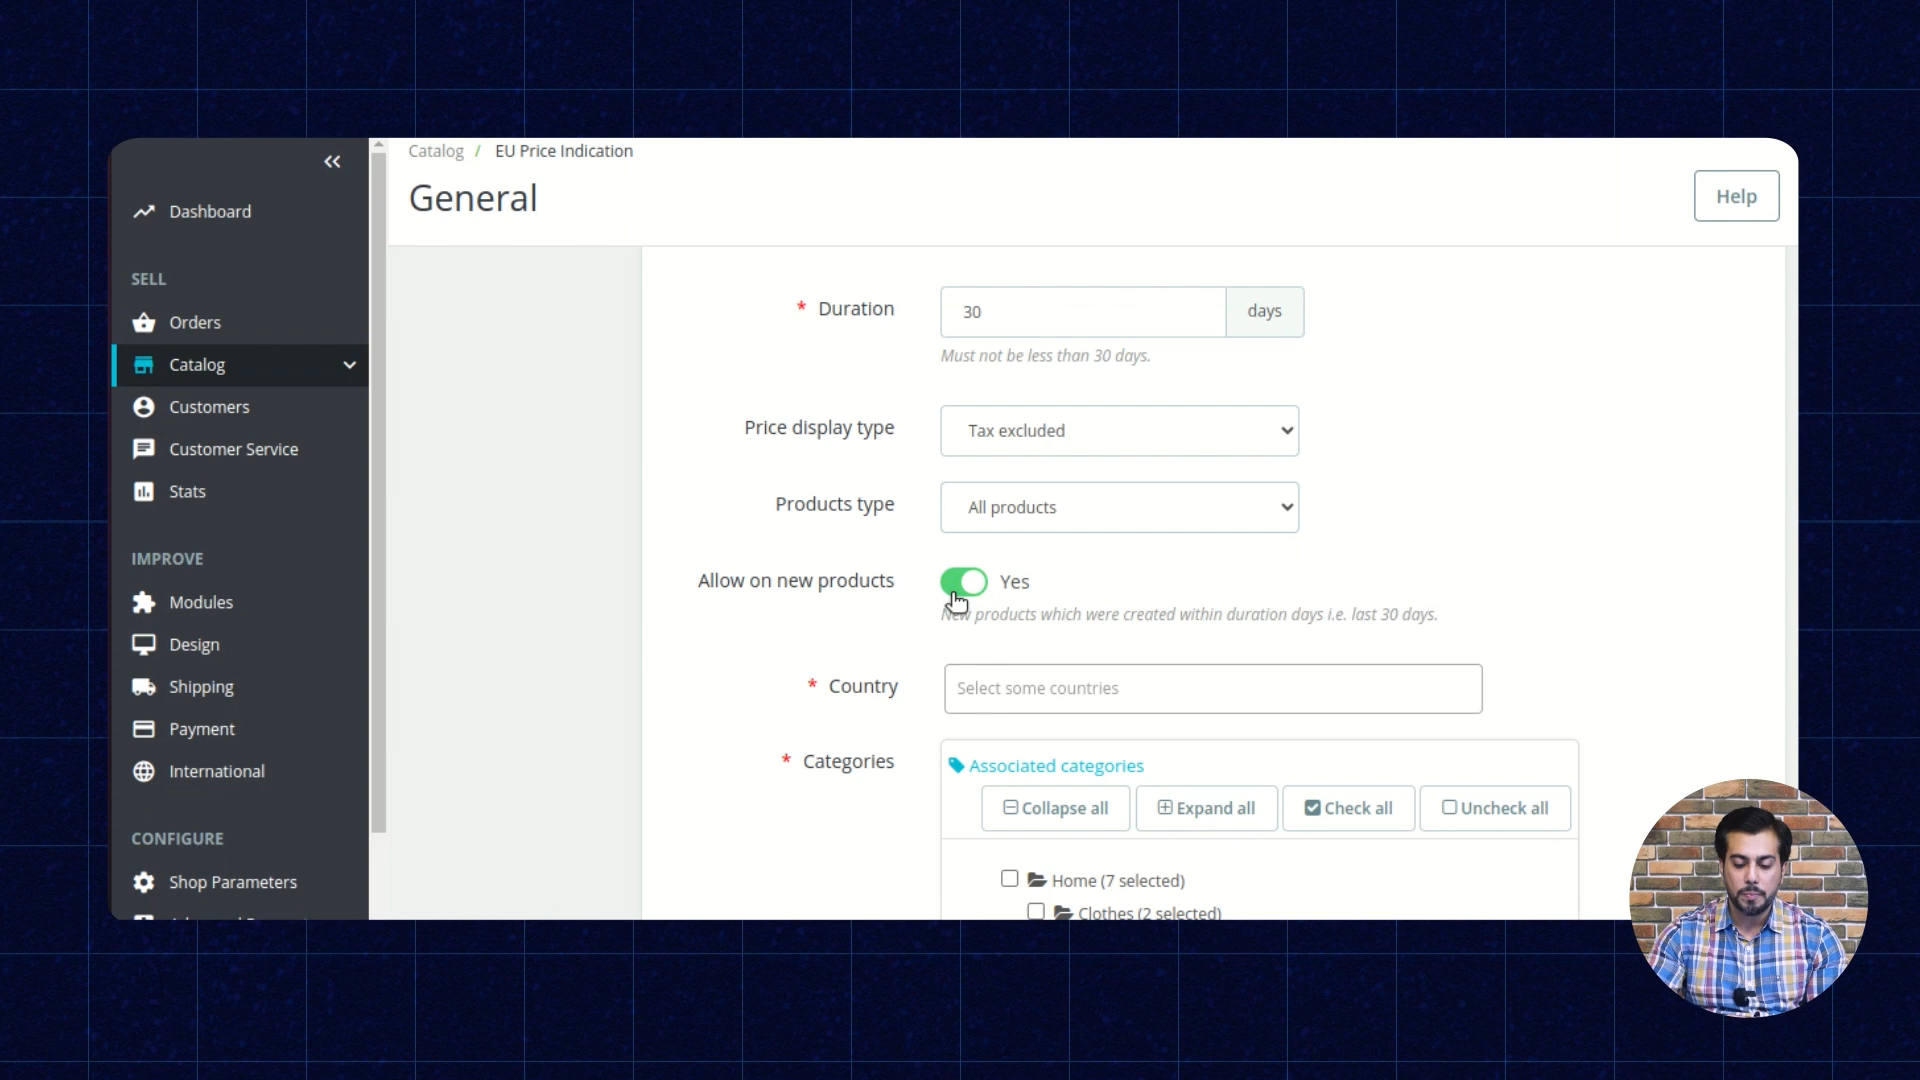 Dashboard
SELL
Orders
Catalog
Customers
Customer Service
Stats
IMPROVE
Modules
Design
Shipping
Payment
International
CONFIGURE
Shop Parameters
Catalog / EU Price Indication
General
Help
* Duration
30
days
Must not be less than 30 days.
Price display type
Tax excluded
Products type
All products
Allow on new products
Yes
New products which were created within duration days i.e. last 30 days.
* Country
Select some countries
* Categories
Associated categories
Collapse all
Expand all
Check all
Uncheck all
Home (7 selected)
Clothes (2 selected)